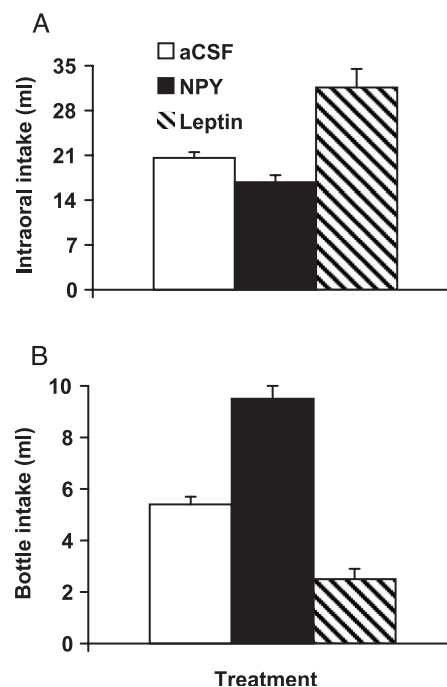 A
aCSF
NPY
Leptin
Intraoral intake (ml)
35
28
21
14
7
0
B
Bottle intake (ml)
10
8
6
4
2
0
Treatment